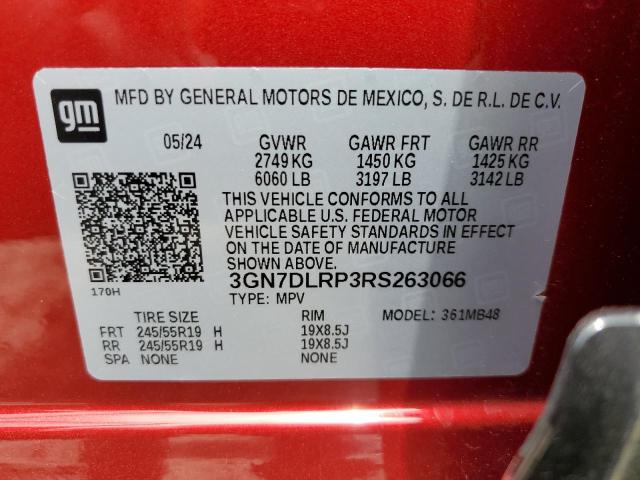 gm
MFD BY GENERAL MOTORS DE MEXICO, S. DE R.L. DE C.V.
05/24 GVWR GAWR FRT GAWR RR
2749 KG 1450 KG 1425 KG
6060 LB 3197 LB 3142 LB
THIS VEHICLE CONFORMS TO ALL
APPLICABLE U.S. FEDERAL MOTOR
VEHICLE SAFETY STANDARDS IN EFFECT
ON THE DATE OF MANUFACTURE
SHOWN ABOVE.
3GN7DLRP3RS263066
170H
TYPE: MPV MODEL: 361MB48
TIRE SIZE RIM
FRT 245/55R19 H 19X8.5J
RR 245/55R19 H 19X8.5J
SPA NONE NONE